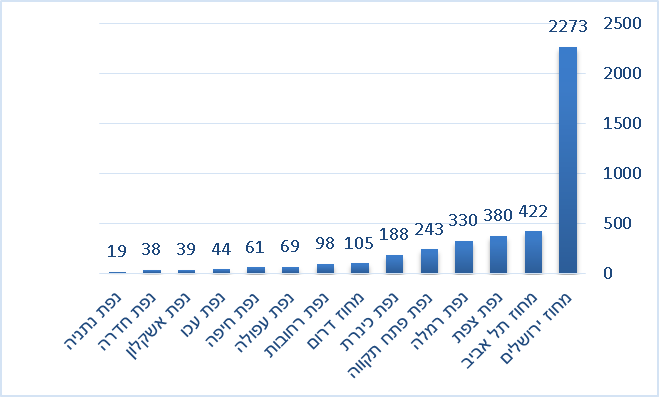 2500
2000
1500
1000
500
0
2273
422
380
330
243
188
105
98
69
61
44
39
38
19
מחוז ירושלים
מחוז תל אביב
נפת צפת
נפת רמלה
נפת פתח תקווה
נפת כינרת
מחוז דרום
נפת רחובות
נפת עפולה
נפת חיפה
נפת עכו
נפת אשקלון
נפת חדרה
נפת נתניה